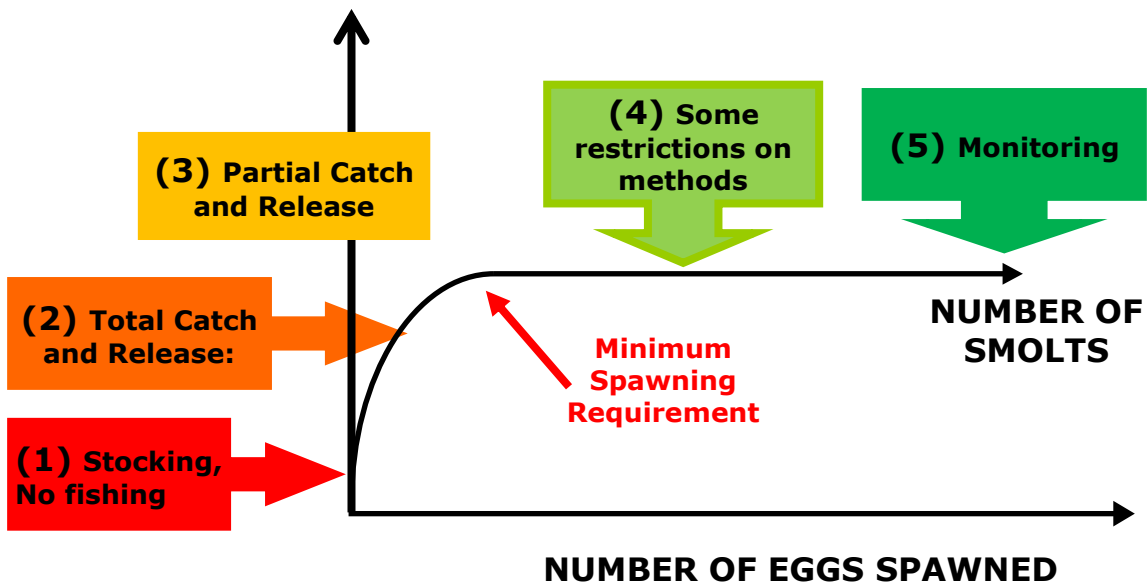 (4) Some
restrictions on
methods
(5) Monitoring
(3) Partial Catch
and Release
(2) Total Catch
and Release:
NUMBER OF
SMOLTS
Minimum
Spawning
Requirement
(1) Stocking,
No fishing
NUMBER OF EGGS SPAWNED